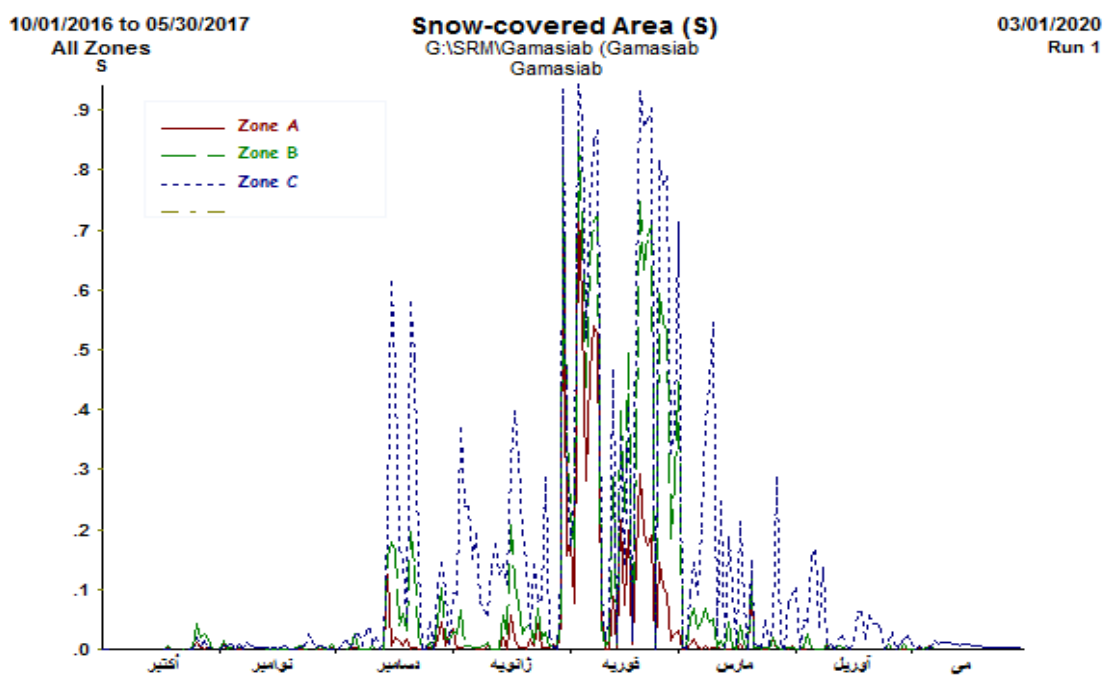 10/01/2016 to 05/30/2017
All Zones
S
Snow-covered Area (S)
G:\SRM\Gamasiab (Gamasiab
Gamasiab
03/01/2020
Run 1
.9
.8
.7
.6
.5
.4
.3
.2
.1
.0
Zone A
Zone B
Zone C
أکتبر نوامبر دسامبر ژانویه فوریه مارس آوریل می